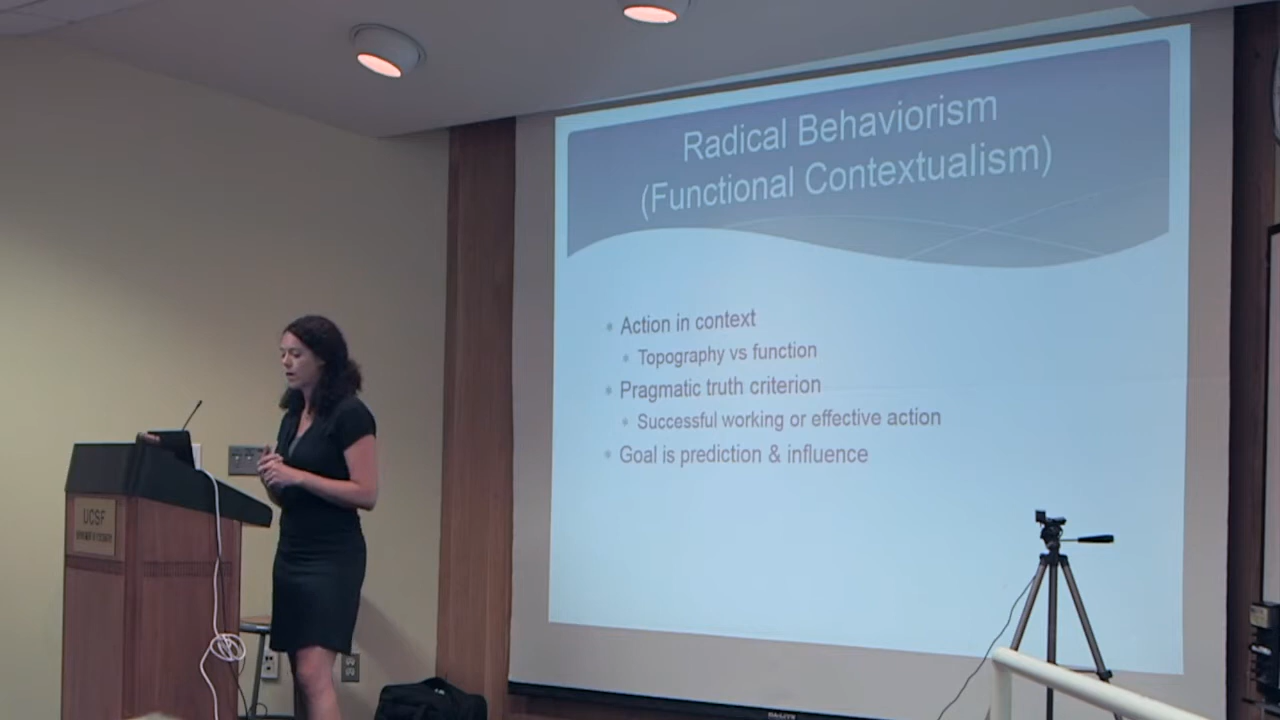 Radical Behaviorism
(Functional Contextualism)
• Action in context
• Topography vs function
• Pragmatic truth criterion
• Successful working or effective action
• Goal is prediction & influence
UCSF